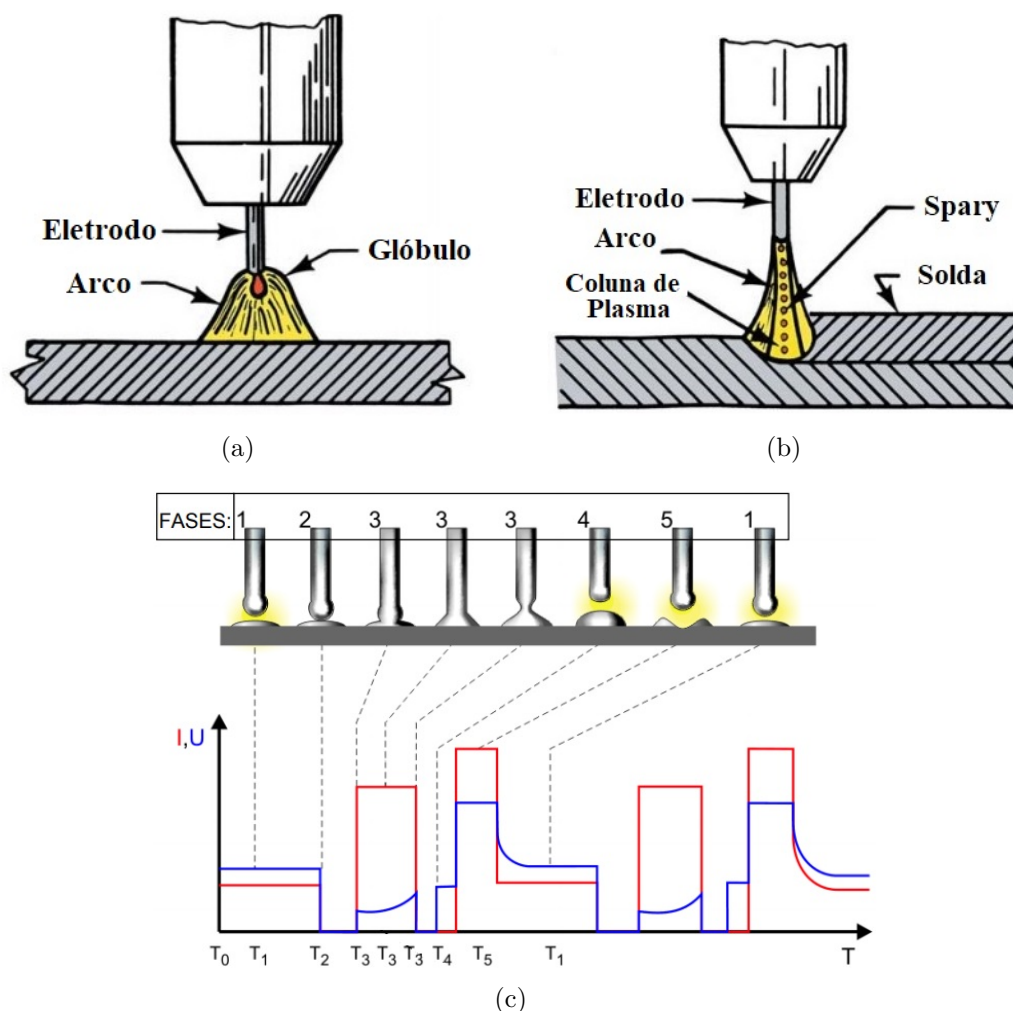 Eletrodo
Glóbulo
Arco
(a)
Eletrodo
Spary
Arco
Coluna de
Plasma
Solda
(b)
FASES: 1 2 3 3 3 4 5 1
I,U
T₀ T₁ T₂ T₃ T₃ T₃ T₄ T₅ T₁ T
(c)